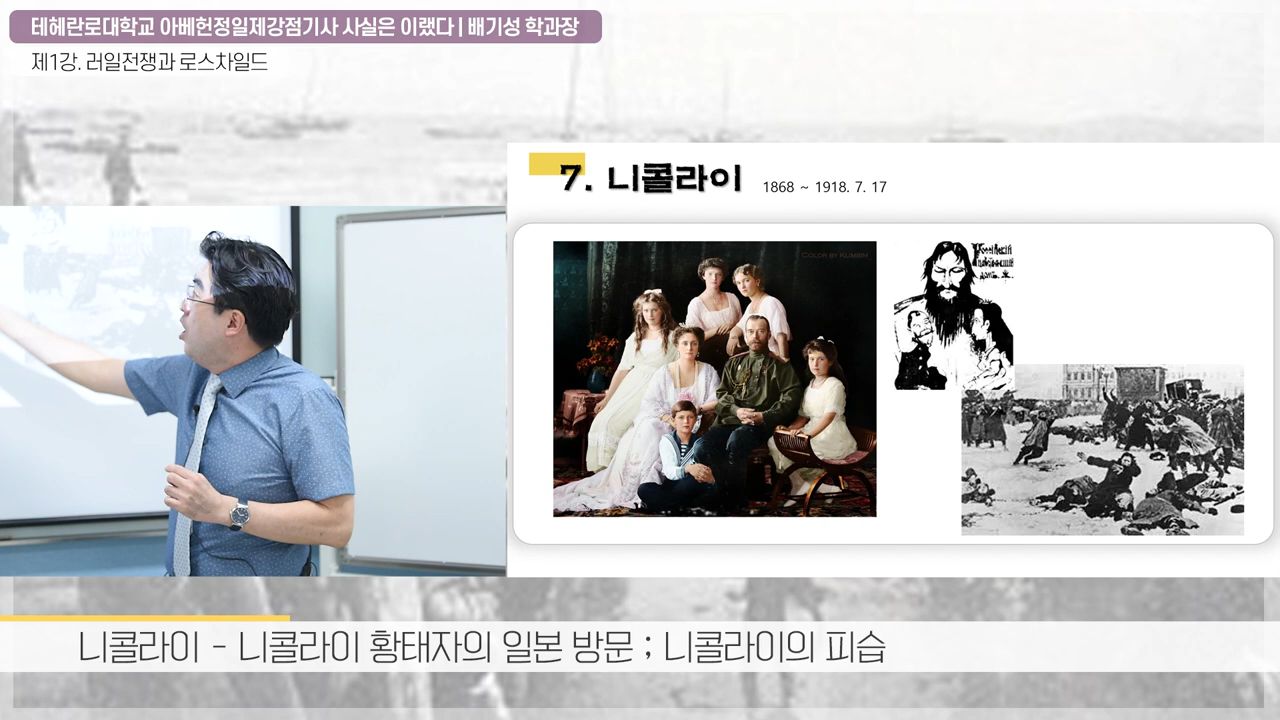 테헤란로대학교 아베헌정일제강점기사 사실은 이랬다 | 배기성 학과장
제1강. 러일전쟁과 로스차일드
7. 니콜라이 1868 ~ 1918. 7. 17
COLOR BY KLIMBIM
니콜라이 - 니콜라이 황태자의 일본 방문 ; 니콜라이의 피습